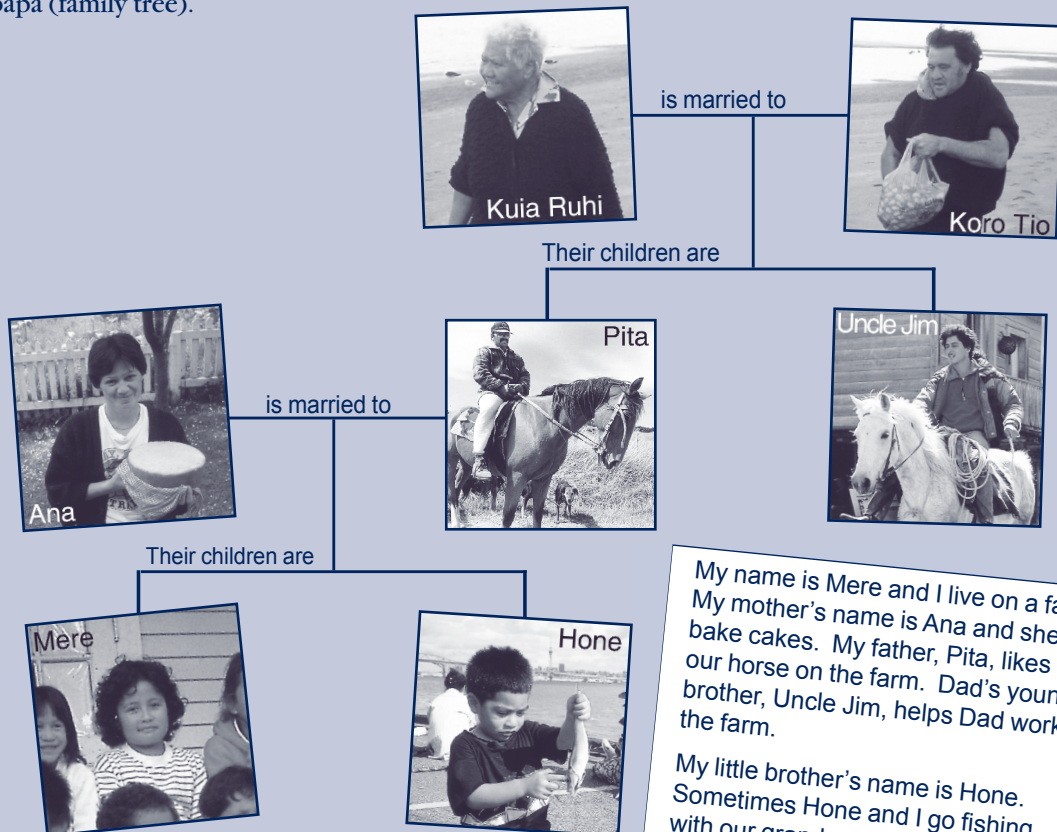 (family tree).
Kuia Ruhi
is married to
Koro Tio
Their children are
Ana
is married to
Pita
Uncle Jim
Their children are
Mere
Hone
My name is Mere and I live on a
My mother's name is Ana and she
bake cakes. My father, Pita, likes
our horse on the farm. Dad's
brother, Uncle Jim, helps Dad work
the farm.
My little brother's name is Hone.
Sometimes Hone and I go fishing
with our